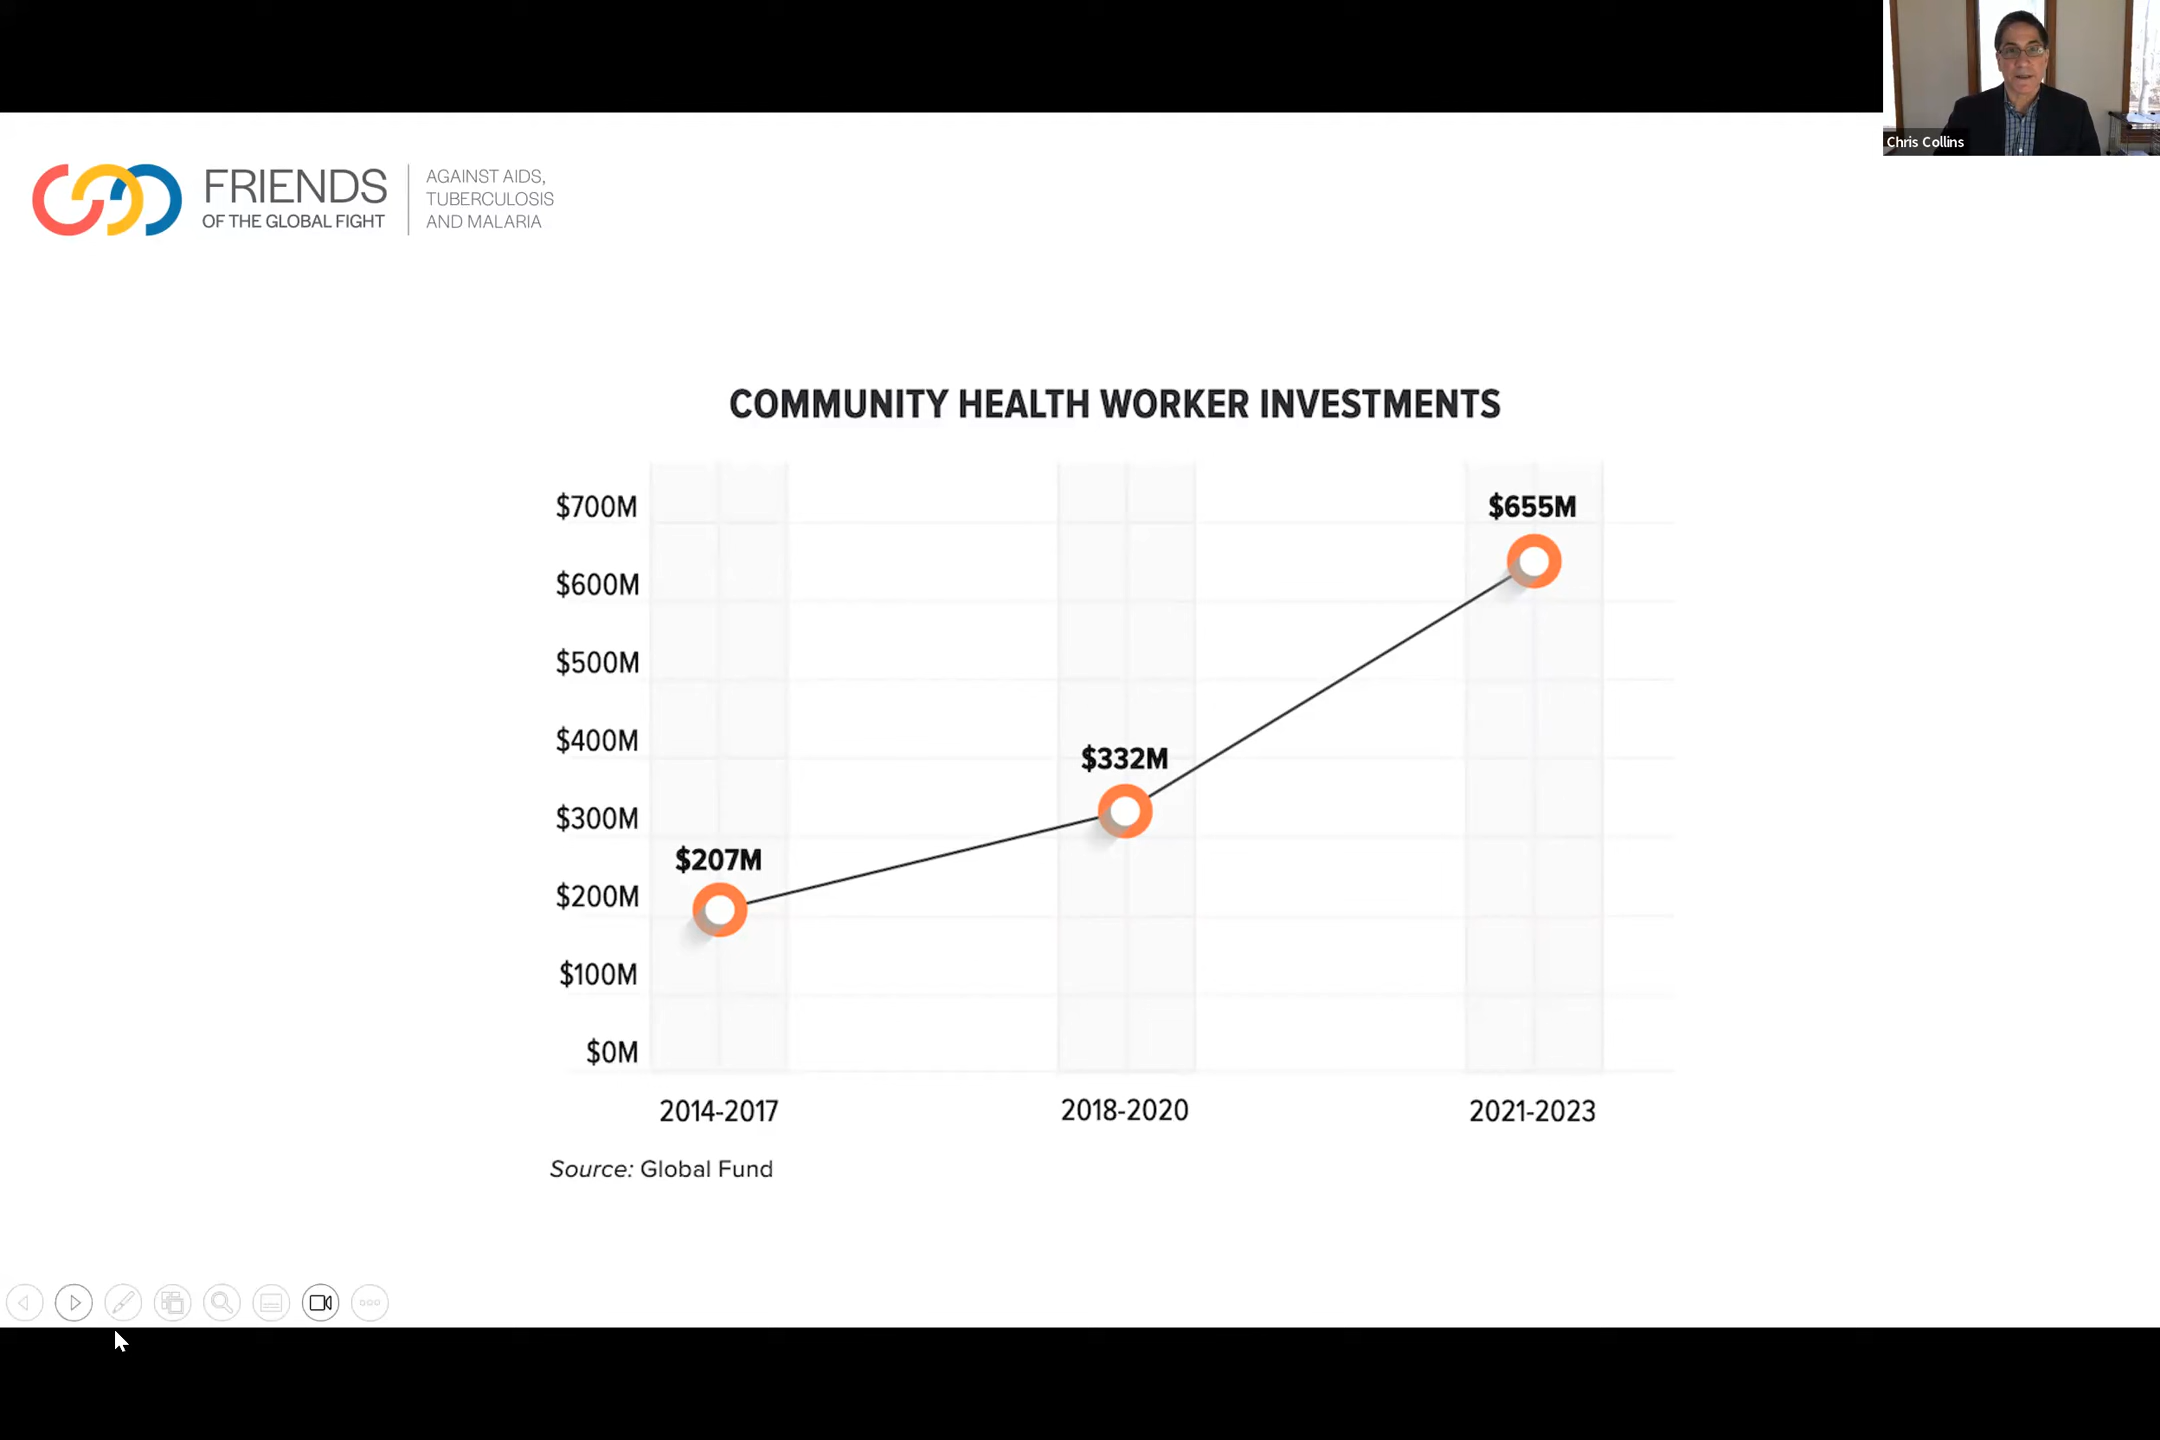 Chris Collins
FRIENDS
OF THE GLOBAL FIGHT
AGAINST AIDS,
TUBERCULOSIS
AND MALARIA
COMMUNITY HEALTH WORKER INVESTMENTS
$700M
$600M
$500M
$400M
$300M
$200M
$100M
$0M
$207M
$332M
$655M
2014-2017
2018-2020
2021-2023
Source: Global Fund